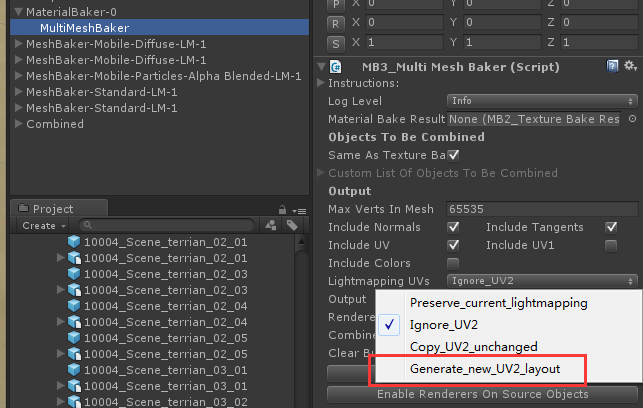 MaterialBaker-0
MultiMeshBaker
MeshBaker-Mobile-Diffuse-LM-1
MeshBaker-Mobile-Diffuse-LM-1
MeshBaker-Mobile-Particles-Alpha Blended-LM-1
MeshBaker-Standard-LM-1
MeshBaker-Standard-LM-1
Combined
Project
Create
10004_Scene_terrian_02_01
10004_Scene_terrian_02_01
10004_Scene_terrian_02_03
10004_Scene_terrian_02_03
10004_Scene_terrian_02_04
10004_Scene_terrian_02_04
10004_Scene_terrian_02_05
10004_Scene_terrian_02_05
10004_Scene_terrian_03_01
10004_Scene_terrian_03_01
10004_Scene_terrian_03_02
P X 0 Y 0 Z 0
R X 0 Y 0 Z 0
S X 1 Y 1 Z 1
MB3_Multi Mesh Baker (Script)
Instructions:
Log Level Info
Material Bake Result None (MB2_Texture Bake Res
Objects To Be Combined
Same As Texture Ba
Custom List Of Objects To Be Combined
Output
Max Verts In Mesh 65535
Include Normals Include Tangents
Include UV Include UV1
Include Colors
Lightmapping UVs Ignore_UV2
Output
Rendere
Combine
Clear Bu
Preserve_current_lightmapping
Ignore_UV2
Copy_UV2_unchanged
Generate_new_UV2_layout
Enable Renderers On Source Objects